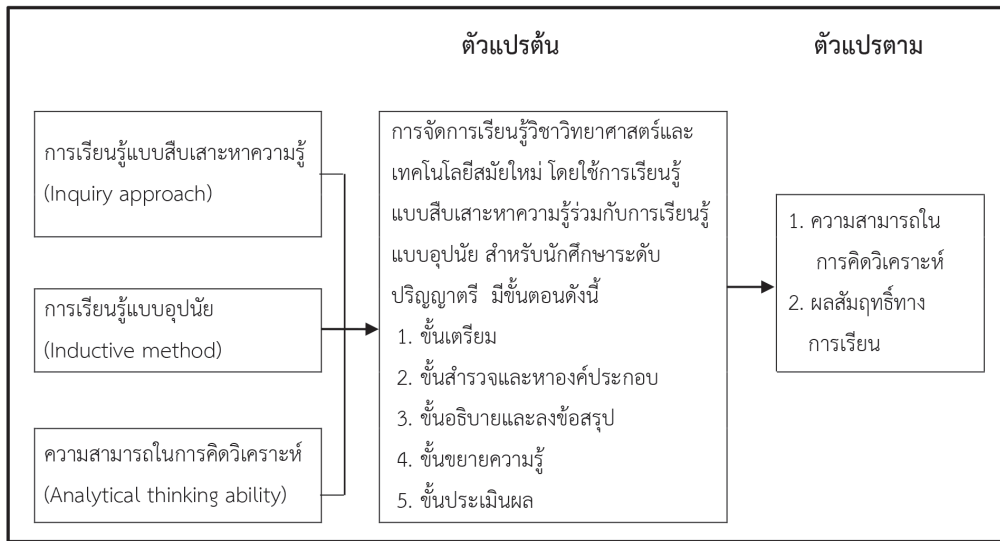 ตัวแปรต้น
ตัวแปรตาม
การเรียนรู้แบบสืบเสาะหาความรู้
(Inquiry approach)
การเรียนรู้แบบอุปนัย
(Inductive method)
ความสามารถในการคิดวิเคราะห์
(Analytical thinking ability)
การจัดการเรียนรู้วิชาวิทยาศาสตร์และ
เทคโนโลยีสมัยใหม่ โดยใช้การเรียนรู้
แบบสืบเสาะหาความรู้ร่วมกับการเรียนรู้
แบบอุปนัย สำหรับนักศึกษาระดับ
ปริญญาตรี มีขั้นตอนดังนี้
1. ขั้นเตรียม
2. ขั้นสำรวจและหาองค์ประกอบ
3. ขั้นอธิบายและลงข้อสรุป
4. ขั้นขยายความรู้
5. ขั้นประเมินผล
1. ความสามารถใน
การคิดวิเคราะห์
2. ผลสัมฤทธิ์ทาง
การเรียน